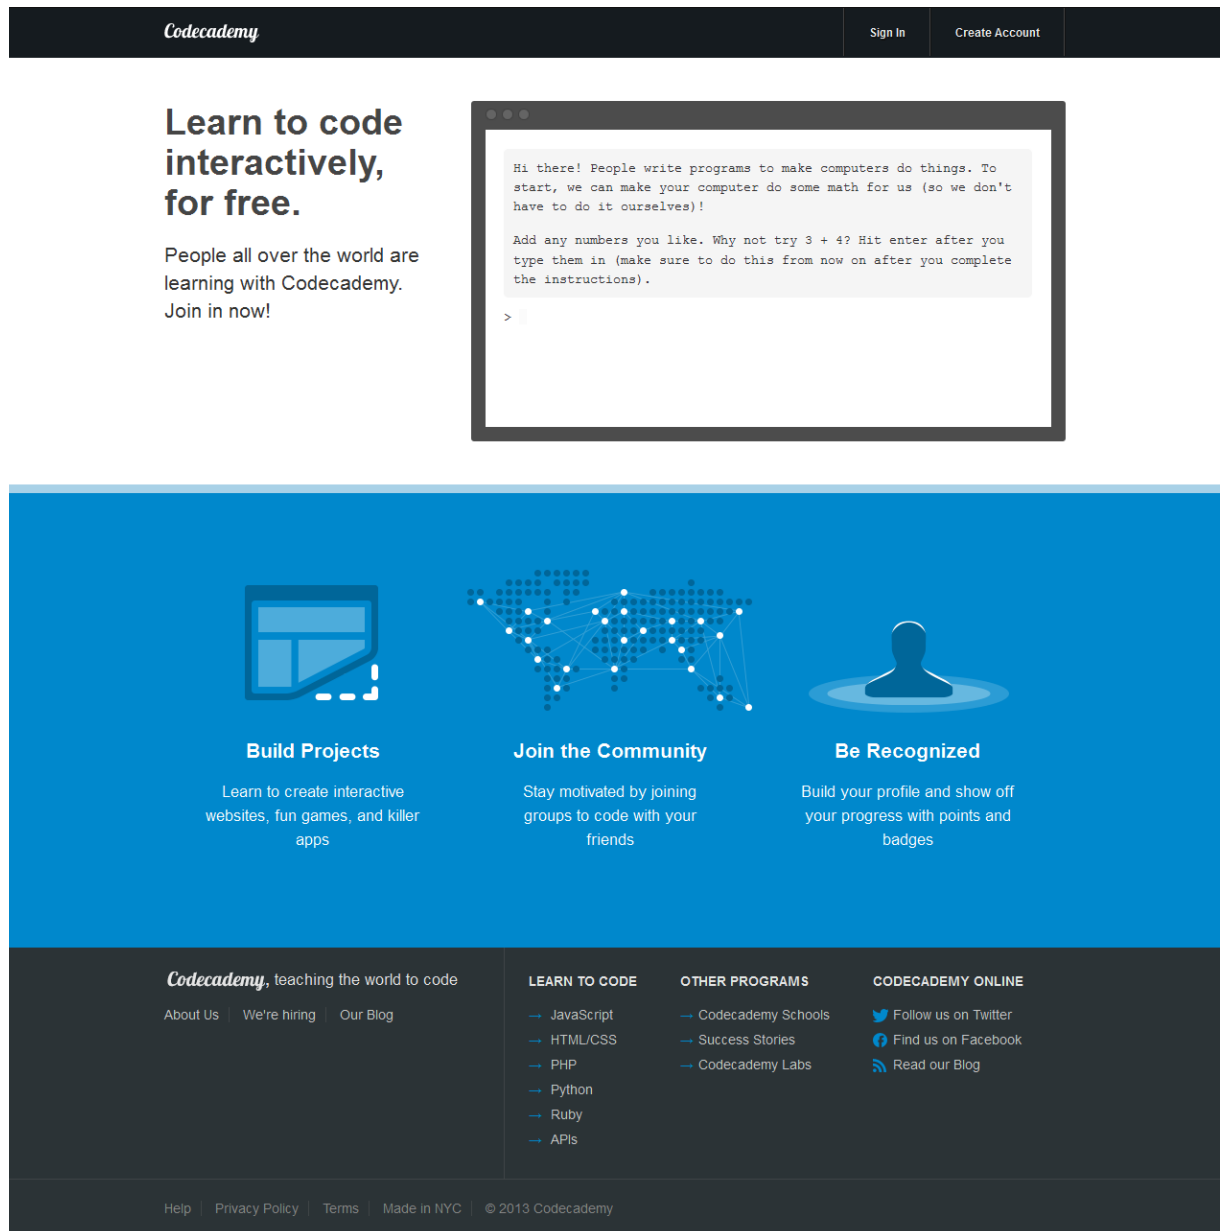 Codecademy
Sign In
Create Account
Learn to code
interactively,
for free.
People all over the world are
learning with Codecademy.
Join in now!
Hi there! People write programs to make computers do things. To
start, we can make your computer do some math for us (so we don't
have to do it ourselves)!
Add any numbers you like. Why not try 3 + 4? Hit enter after you
type them in (make sure to do this from now on after you complete
the instructions).
>
Build Projects
Learn to create interactive
websites, fun games, and killer
apps
Join the Community
Stay motivated by joining
groups to code with your
friends
Be Recognized
Build your profile and show off
your progress with points and
badges
Codecademy, teaching the world to code
About Us
We're hiring
Our Blog
LEARN TO CODE
→ JavaScript
→ HTML/CSS
→ PHP
→ Python
→ Ruby
→ APIs
OTHER PROGRAMS
→ Codecademy Schools
→ Success Stories
→ Codecademy Labs
CODECADEMY ONLINE
Follow us on Twitter
Find us on Facebook
Read our Blog
Help
Privacy Policy
Terms
Made in NYC
© 2013 Codecademy